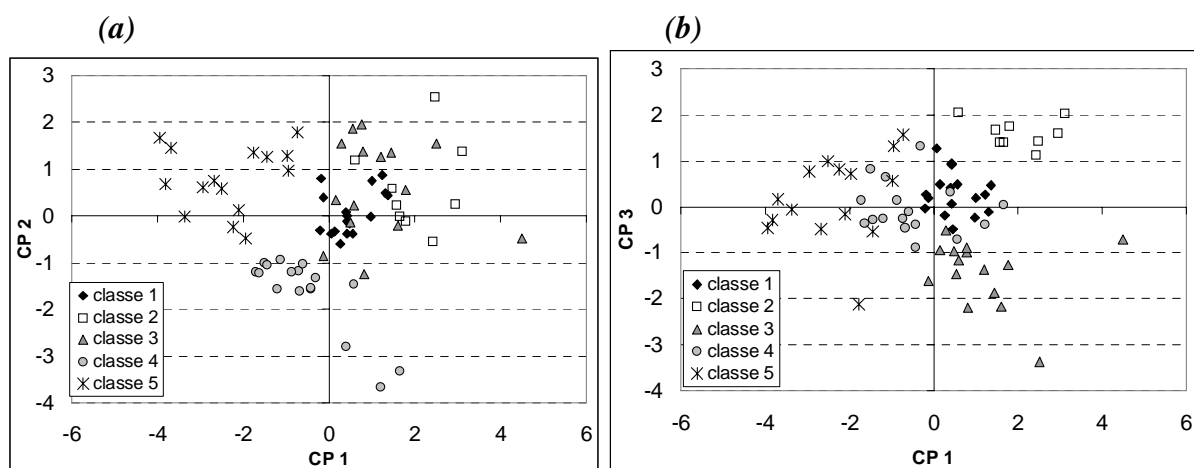 (a)
(b)
3
2
1
0
-1
-2
-3
-4
CP 2
-6 -4 -2 0 2 4 6
CP 1
classe 1
classe 2
classe 3
classe 4
classe 5
3
2
1
0
-1
-2
-3
-4
CP 3
-6 -4 -2 0 2 4 6
CP 1
classe 1
classe 2
classe 3
classe 4
classe 5